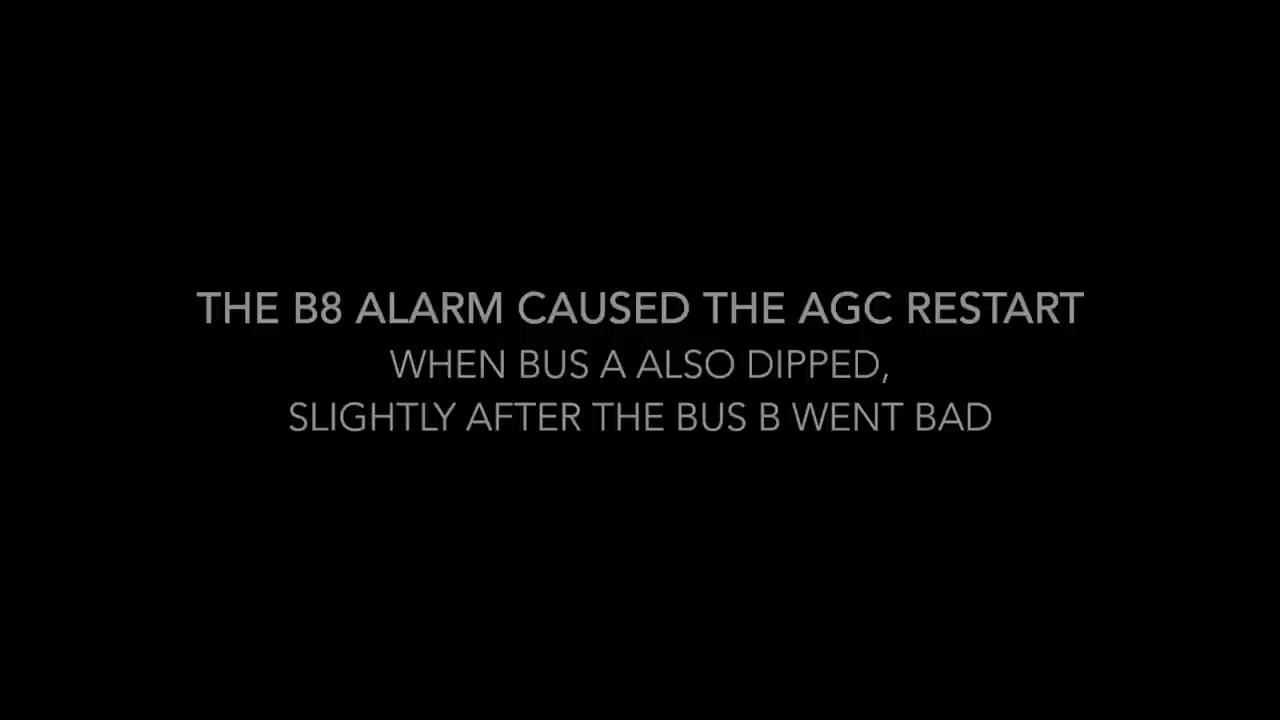 THE B8 ALARM CAUSED THE AGC RESTART
WHEN BUS A ALSO DIPPED,
SLIGHTLY AFTER THE BUS B WENT BAD